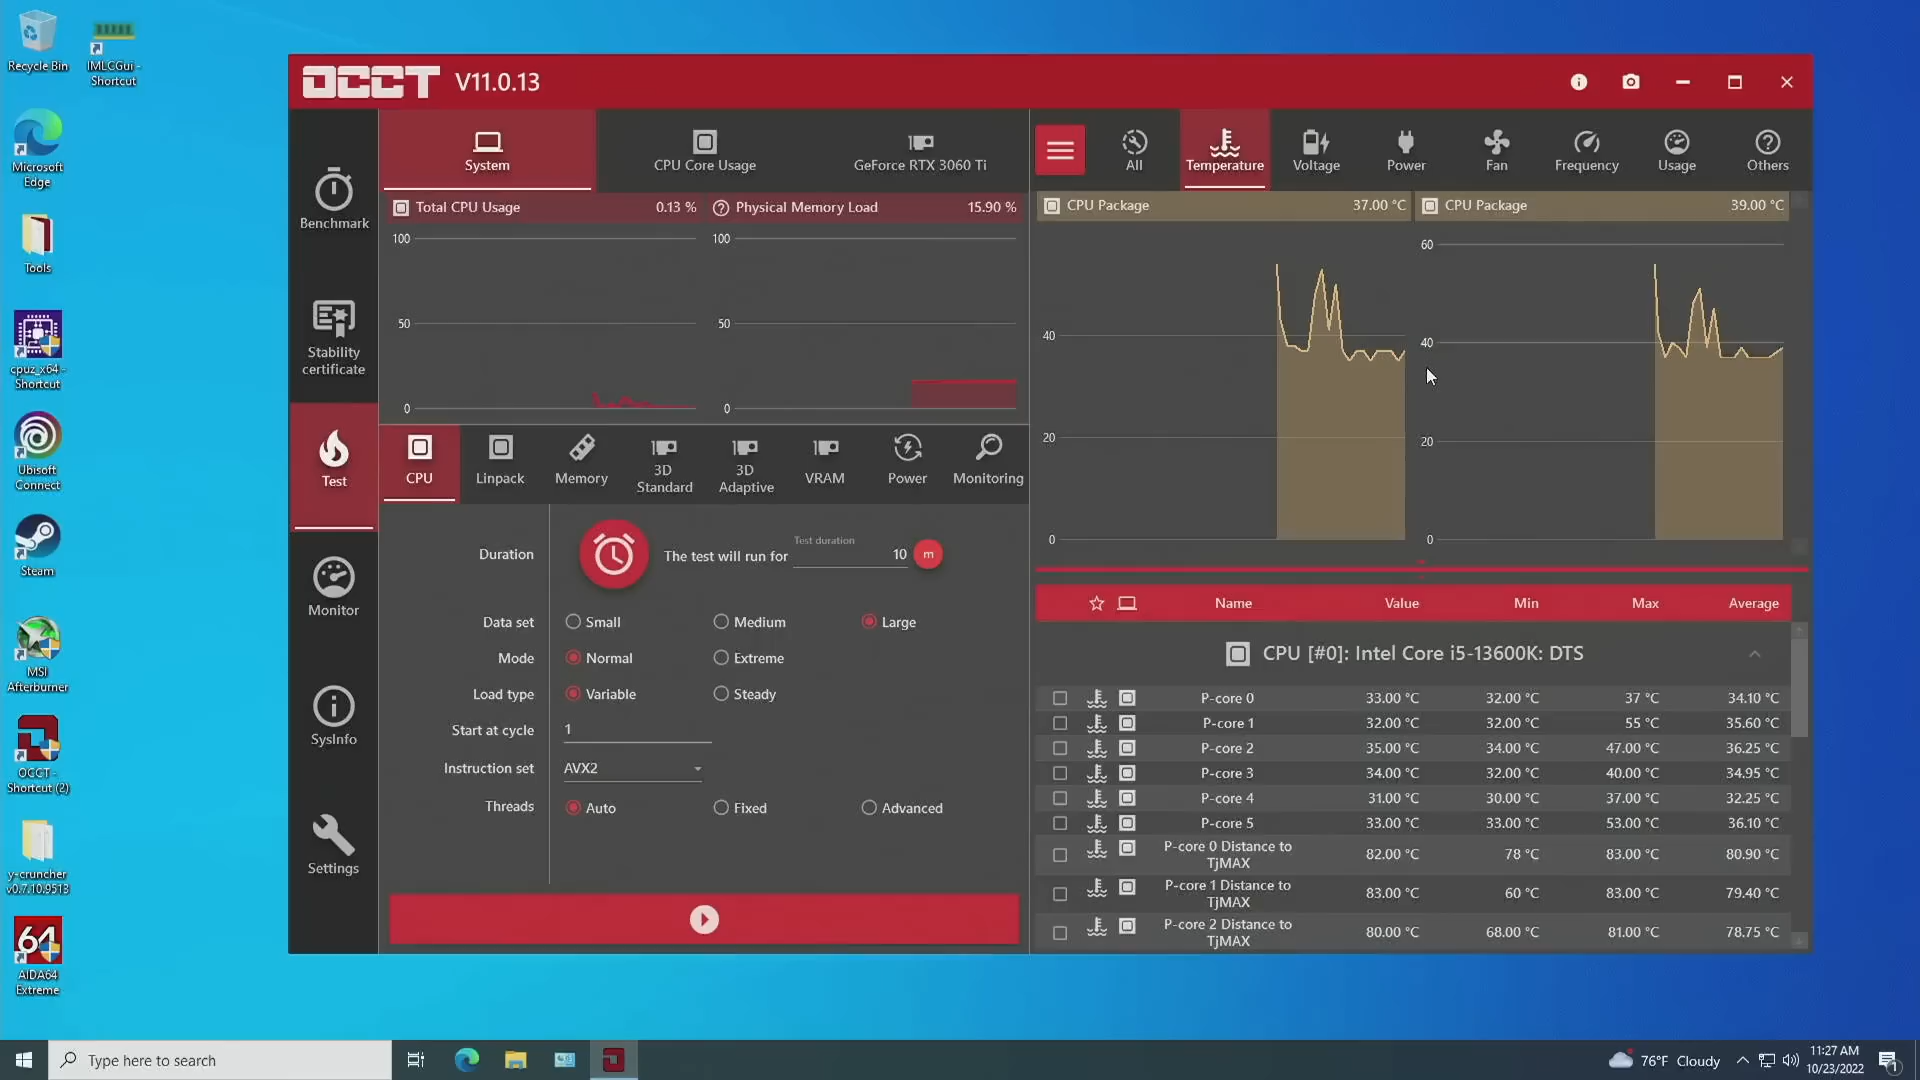 Recycle Bin
IMLCGui - Shortcut
Microsoft Edge
Tools
cpuz_x64 - Shortcut
Ubisoft Connect
Steam
MSI Afterburner
OCCT - Shortcut (2)
y-cruncher v0.7.10.9513
64
AIDA64 Extreme
OCCT V11.0.13
Benchmark
Stability certificate
Test
Monitor
SysInfo
Settings
System
CPU Core Usage
GeForce RTX 3060 Ti
Total CPU Usage 0.13 %
100
50
0
Physical Memory Load 15.90 %
100
50
0
CPU
Linpack
Memory
3D Standard
3D Adaptive
VRAM
Power
Monitoring
Duration The test will run for Test duration 10 m
Data set Small Medium Large
Mode Normal Extreme
Load type Variable Steady
Start at cycle 1
Instruction set AVX2
Threads Auto Fixed Advanced
All
Temperature
Voltage
Power
Fan
Frequency
Usage
Others
CPU Package 37.00 °C
40
20
0
CPU Package 39.00 °C
60
40
20
0
Name Value Min Max Average
CPU [#0]: Intel Core i5-13600K: DTS
P-core 0 33.00 °C 32.00 °C 37 °C 34.10 °C
P-core 1 32.00 °C 32.00 °C 55 °C 35.60 °C
P-core 2 35.00 °C 34.00 °C 47.00 °C 36.25 °C
P-core 3 34.00 °C 32.00 °C 40.00 °C 34.95 °C
P-core 4 31.00 °C 30.00 °C 37.00 °C 32.25 °C
P-core 5 33.00 °C 33.00 °C 53.00 °C 36.10 °C
P-core 0 Distance to TjMAX 82.00 °C 78 °C 83.00 °C 80.90 °C
P-core 1 Distance to TjMAX 83.00 °C 60 °C 83.00 °C 79.40 °C
P-core 2 Distance to TjMAX 80.00 °C 68.00 °C 81.00 °C 78.75 °C
Type here to search
76°F Cloudy
11:27 AM
10/23/2022
1